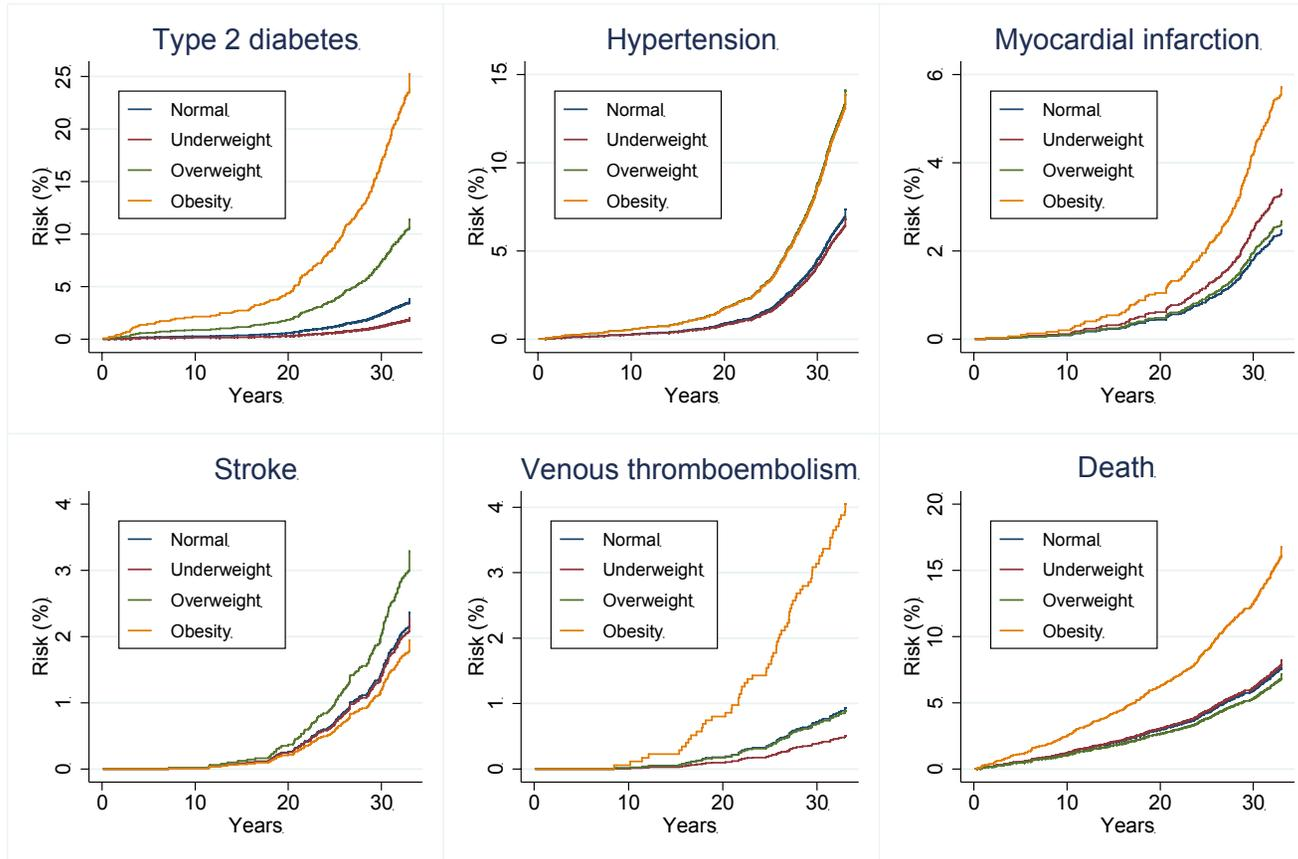 Type 2 diabetes
Risk (%)
25
20
15
10
5
0
Normal
Underweight
Overweight
Obesity
0 10 20 30
Years
Hypertension
Risk (%)
15
10
5
0
Normal
Underweight
Overweight
Obesity
0 10 20 30
Years
Myocardial infarction
Risk (%)
6
4
2
0
Normal
Underweight
Overweight
Obesity
0 10 20 30
Years
Stroke
Risk (%)
4
3
2
1
0
Normal
Underweight
Overweight
Obesity
0 10 20 30
Years
Venous thromboembolism
Risk (%)
4
3
2
1
0
Normal
Underweight
Overweight
Obesity
0 10 20 30
Years
Death
Risk (%)
20
15
10
5
0
Normal
Underweight
Overweight
Obesity
0 10 20 30
Years